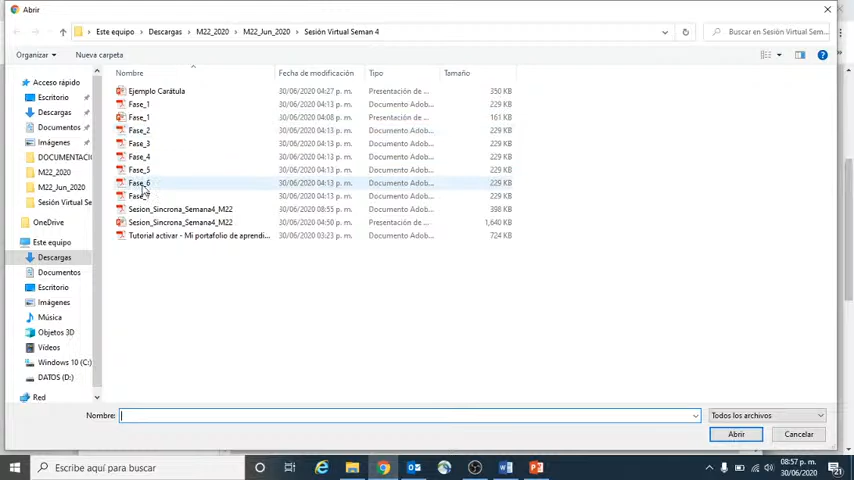 Abrir
Este equipo > Descargas > M22_2020 > M22_Jun_2020 > Sesión Virtual Seman 4
Buscar en Sesión Virtual Sem...
Organizar
Nueva carpeta
Nombre Fecha de modificación Tipo Tamaño
Acceso rápido
Escritorio
Descargas
Documentos
Imágenes
DOCUMENTACI
M22_2020
M22_Jun_2020
Sesión Virtual Se
OneDrive
Este equipo
Descargas
Documentos
Escritorio
Imágenes
Música
Objetos 3D
Vídeos
Windows 10 (C:)
DATOS (D:)
Red
Ejemplo Carátula 30/06/2020 04:27 p. m. Presentación de ... 350 KB
Fase_1 30/06/2020 04:13 p. m. Documento Adob... 229 KB
Fase_1 30/06/2020 04:08 p. m. Presentación de ... 161 KB
Fase_2 30/06/2020 04:13 p. m. Documento Adob... 229 KB
Fase_3 30/06/2020 04:13 p. m. Documento Adob... 229 KB
Fase_4 30/06/2020 04:13 p. m. Documento Adob... 229 KB
Fase_5 30/06/2020 04:13 p. m. Documento Adob... 229 KB
Fase_6 30/06/2020 04:13 p. m. Documento Adob... 229 KB
30/06/2020 04:13 p. m. Documento Adob... 229 KB
Sesion_Sincrona_Semana4_M22 30/06/2020 08:55 p. m. Documento Adob... 398 KB
Sesion_Sincrona_Semana4_M22 30/06/2020 04:50 p. m. Presentación de ... 1,640 KB
Tutorial activar - Mi portafolio de aprendi... 30/06/2020 03:23 p. m. Documento Adob... 724 KB
Nombre:
Todos los archivos
Abrir
Cancelar
Escribe aquí para buscar
08:57 p. m.
30/06/2020
21